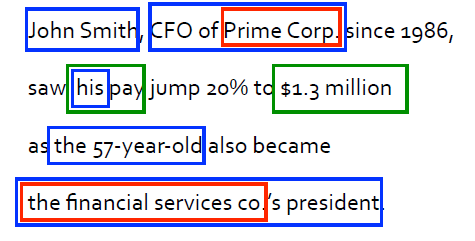 John Smith, CFO of Prime Corp. since 1986,
saw his pay jump 20% to $1.3 million
as the 57-year-old also became
the financial services co.'s president.